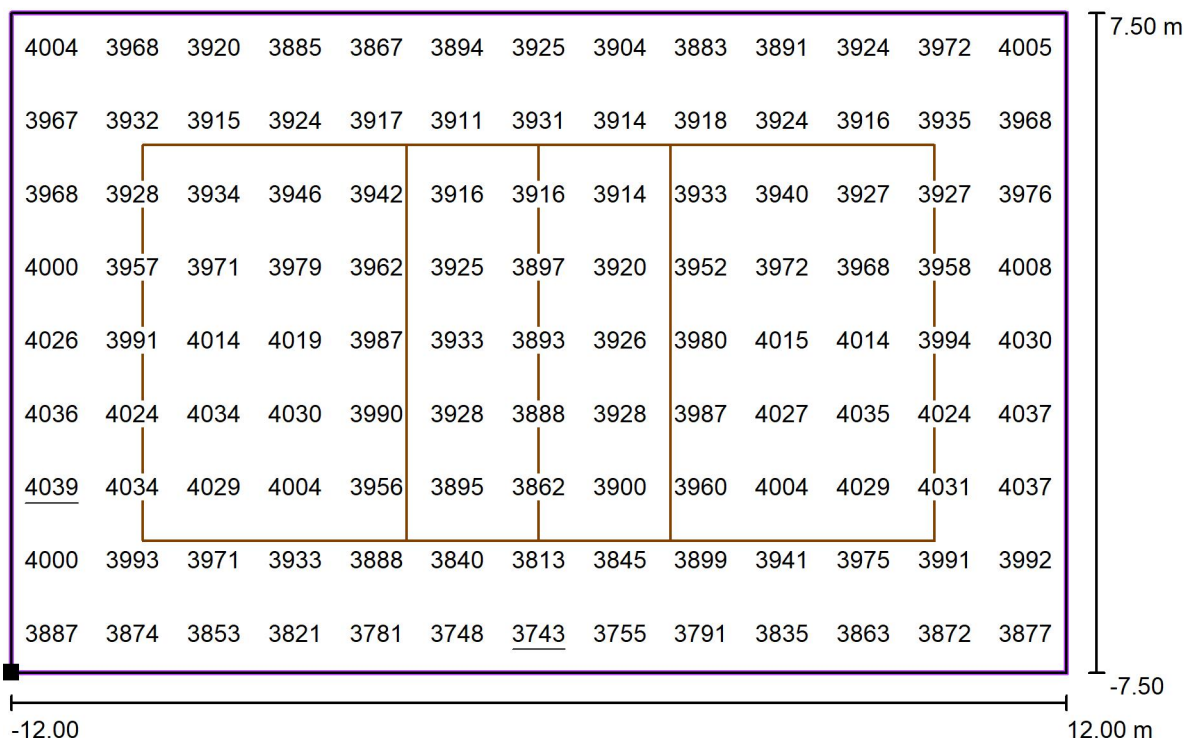 4004 3968 3920 3885 3867 3894 3925 3904 3883 3891 3924 3972 4005
7.50 m
3967 3932 3915 3924 3917 3911 3931 3914 3918 3924 3916 3935 3968
3968 3928 3934 3946 3942 3916 3916 3914 3933 3940 3927 3927 3976
4000 3957 3971 3979 3962 3925 3897 3920 3952 3972 3968 3958 4008
4026 3991 4014 4019 3987 3933 3893 3926 3980 4015 4014 3994 4030
4036 4024 4034 4030 3990 3928 3888 3928 3987 4027 4035 4024 4037
4039 4034 4029 4004 3956 3895 3862 3900 3960 4004 4029 4031 4037
4000 3993 3971 3933 3888 3840 3813 3845 3899 3941 3975 3991 3992
3887 3874 3853 3821 3781 3748 3743 3755 3791 3835 3863 3872 3877
-7.50
-12.00 12.00 m